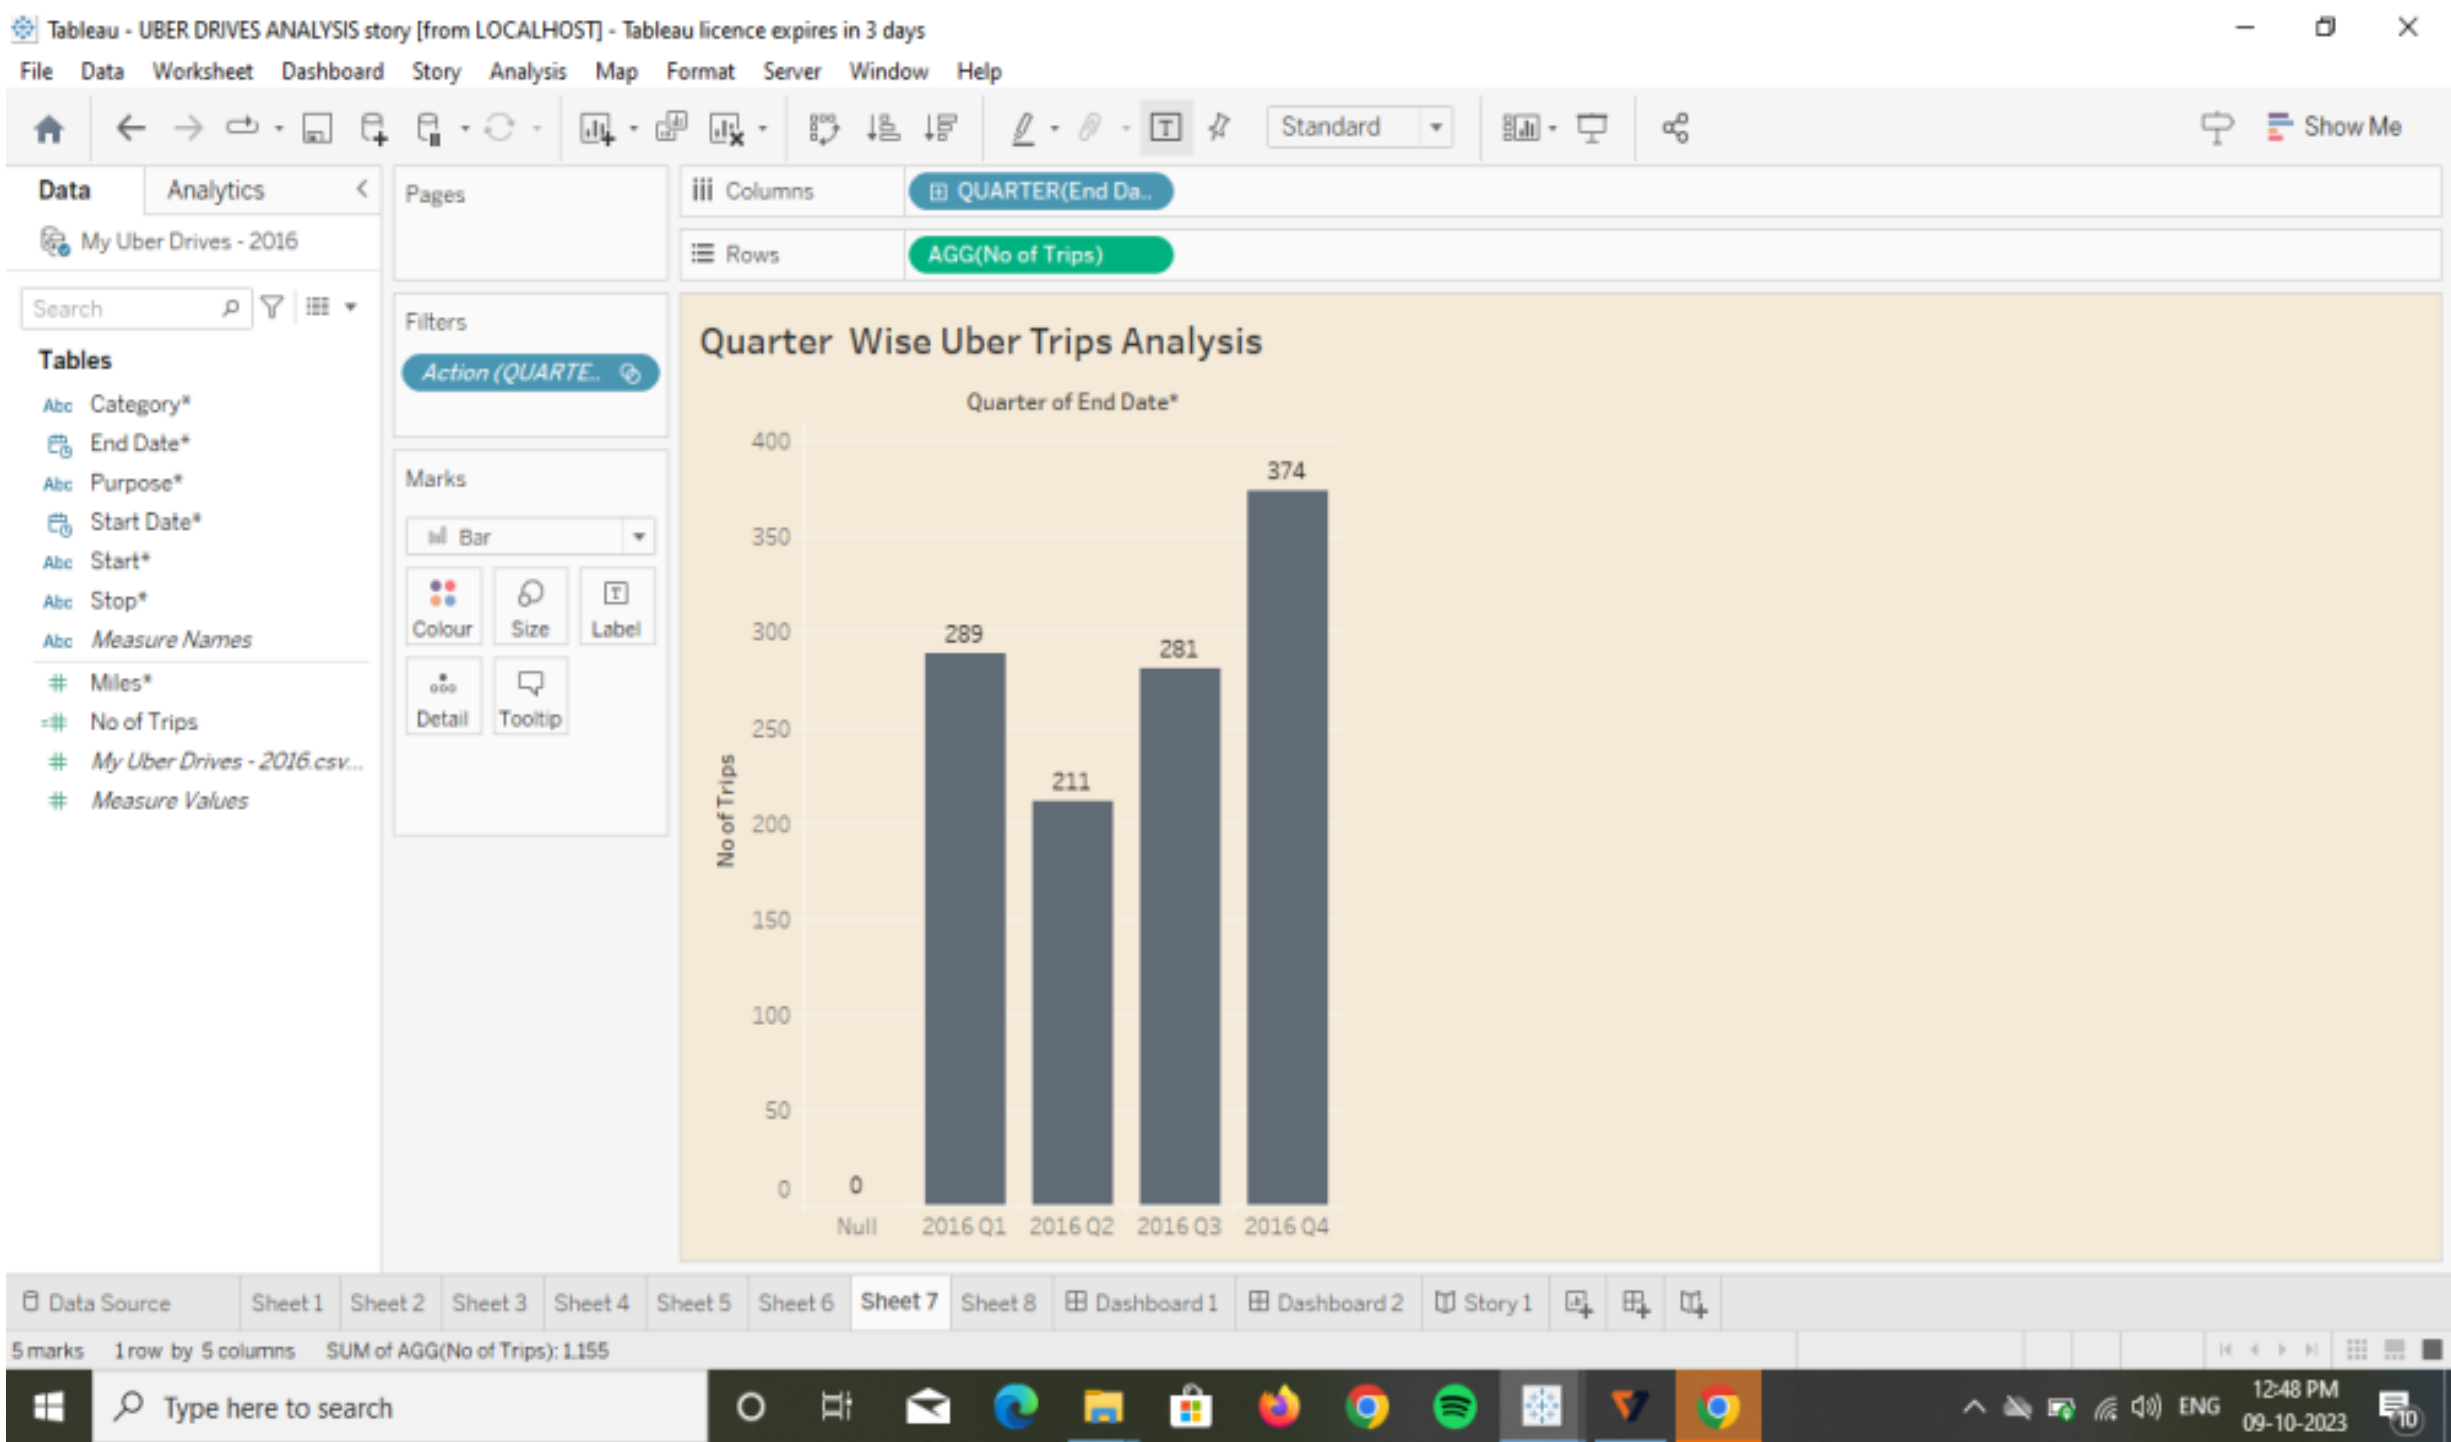 Tableau - UBER DRIVES ANALYSIS story [from LOCALHOST] - Tableau licence expires in 3 days
File Data Worksheet Dashboard Story Analysis Map Format Server Window Help
Standard
Show Me
Data Analytics
My Uber Drives - 2016
Search
Tables
Abc Category*
End Date*
Abc Purpose*
Start Date*
Abc Start*
Abc Stop*
Abc Measure Names
# Miles*
=# No of Trips
# My Uber Drives - 2016.csv...
# Measure Values
Pages
Filters
Action (QUARTE..
Marks
Bar
Colour Size Label
Detail Tooltip
Columns QUARTER(End Da..
Rows AGG(No of Trips)
Quarter Wise Uber Trips Analysis
Quarter of End Date*
No of Trips
400
350
300
250
200
150
100
50
0
0
289
211
281
374
Null 2016 Q1 2016 Q2 2016 Q3 2016 Q4
Data Source Sheet 1 Sheet 2 Sheet 3 Sheet 4 Sheet 5 Sheet 6 Sheet 7 Sheet 8 Dashboard 1 Dashboard 2 Story 1
5 marks 1 row by 5 columns SUM of AGG(No of Trips): 1,155
Type here to search
ENG
12:48 PM
09-10-2023
10